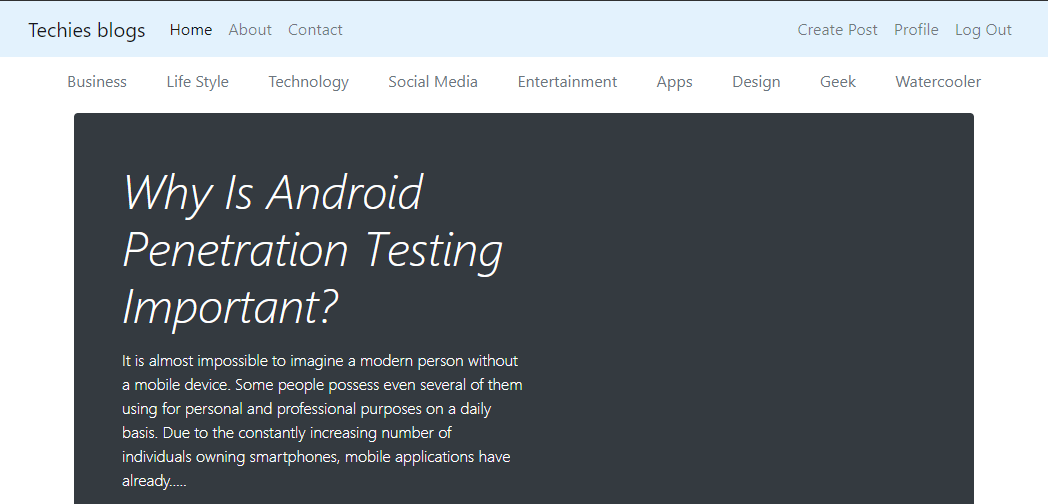 Techies blogs Home About Contact Create Post Profile Log Out
Business Life Style Technology Social Media Entertainment Apps Design Geek Watercooler
Why Is Android
Penetration Testing
Important?
It is almost impossible to imagine a modern person without
a mobile device. Some people possess even several of them
using for personal and professional purposes on a daily
basis. Due to the constantly increasing number of
individuals owning smartphones, mobile applications have
already.....